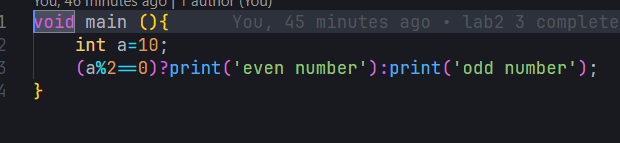 You, 46 minutes ago | 1 author (You)
1 void main (){ You, 45 minutes ago • lab2 3 complete
2 int a=10;
3 (a%2==0)?print('even number'):print('odd number');
4 }